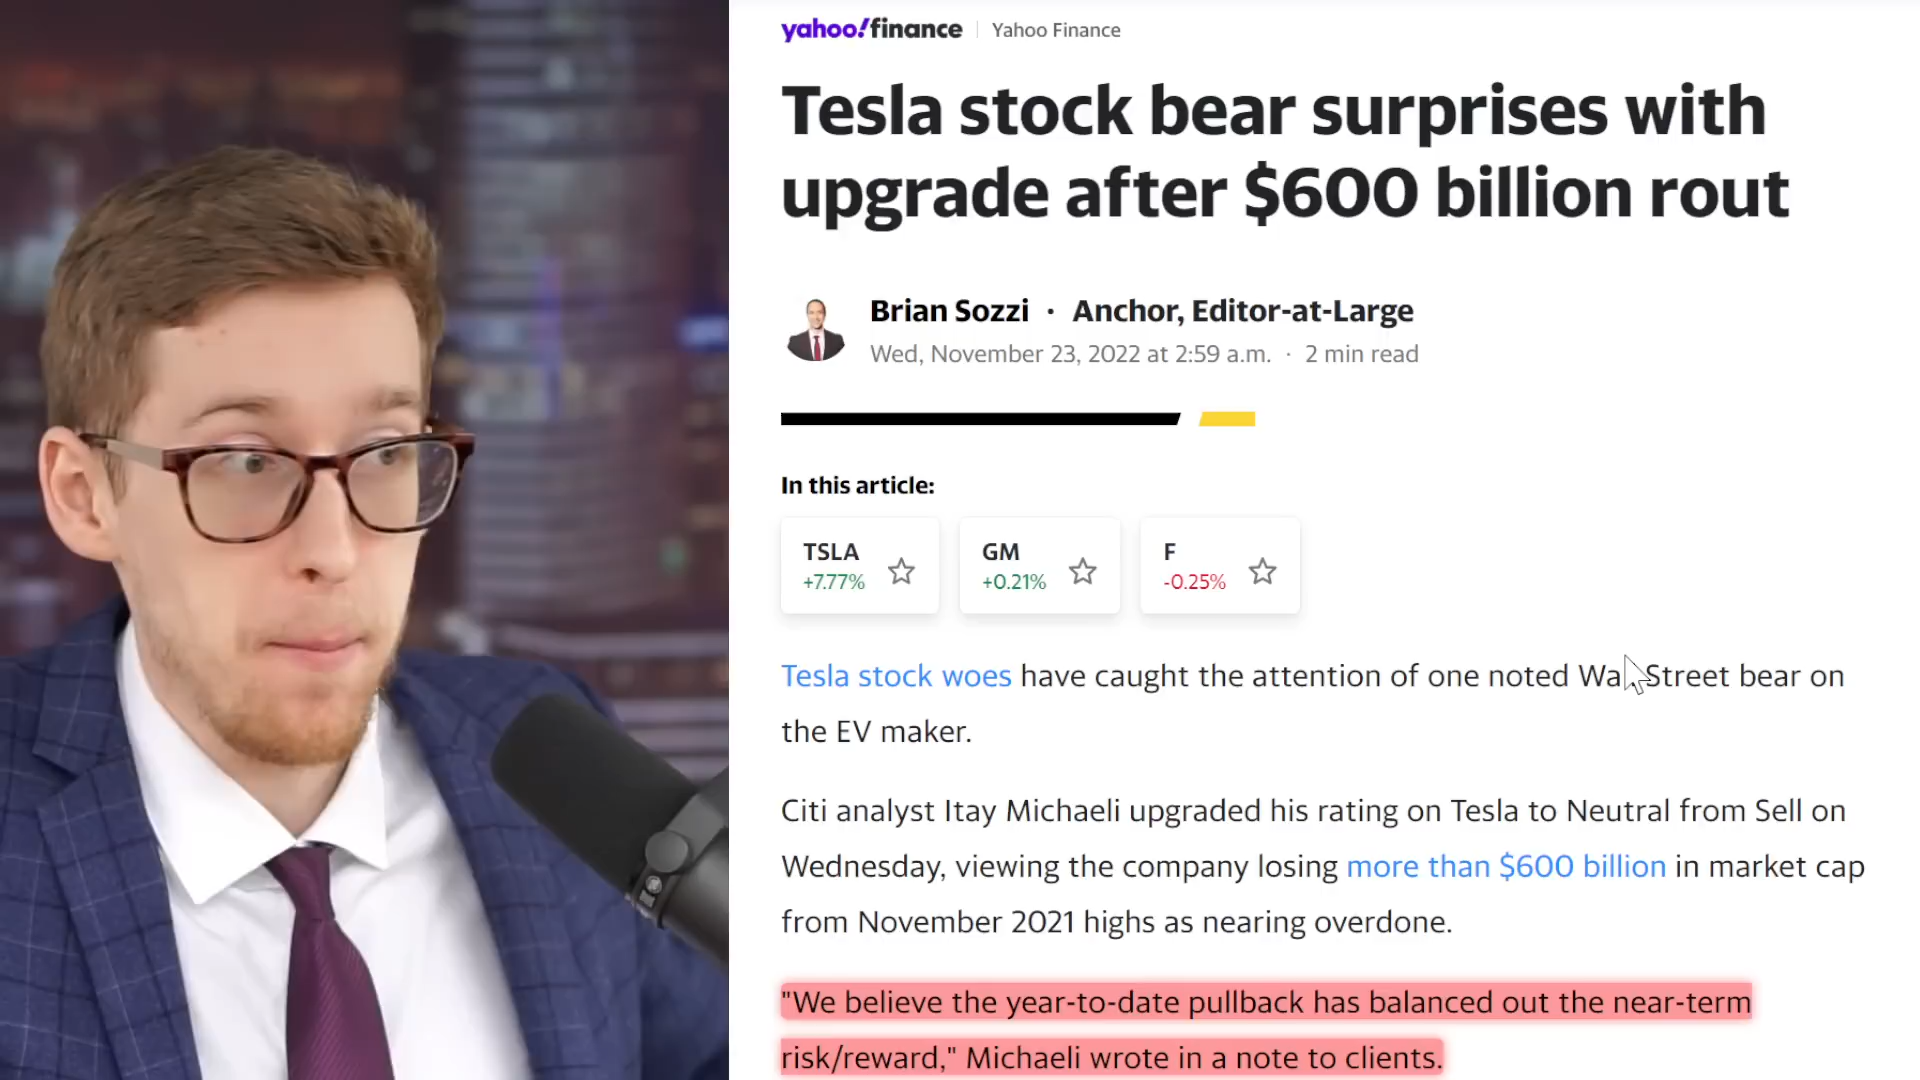 yahoo!finance | Yahoo Finance
Tesla stock bear surprises with
upgrade after $600 billion rout
Brian Sozzi · Anchor, Editor-at-Large
Wed, November 23, 2022 at 2:59 a.m. · 2 min read
In this article:
TSLA GM F
+7.77% +0.21% -0.25%
Tesla stock woes have caught the attention of one noted Wall Street bear on
the EV maker.
Citi analyst Itay Michaeli upgraded his rating on Tesla to Neutral from Sell on
Wednesday, viewing the company losing more than $600 billion in market cap
from November 2021 highs as nearing overdone.
"We believe the year-to-date pullback has balanced out the near-term
risk/reward," Michaeli wrote in a note to clients.